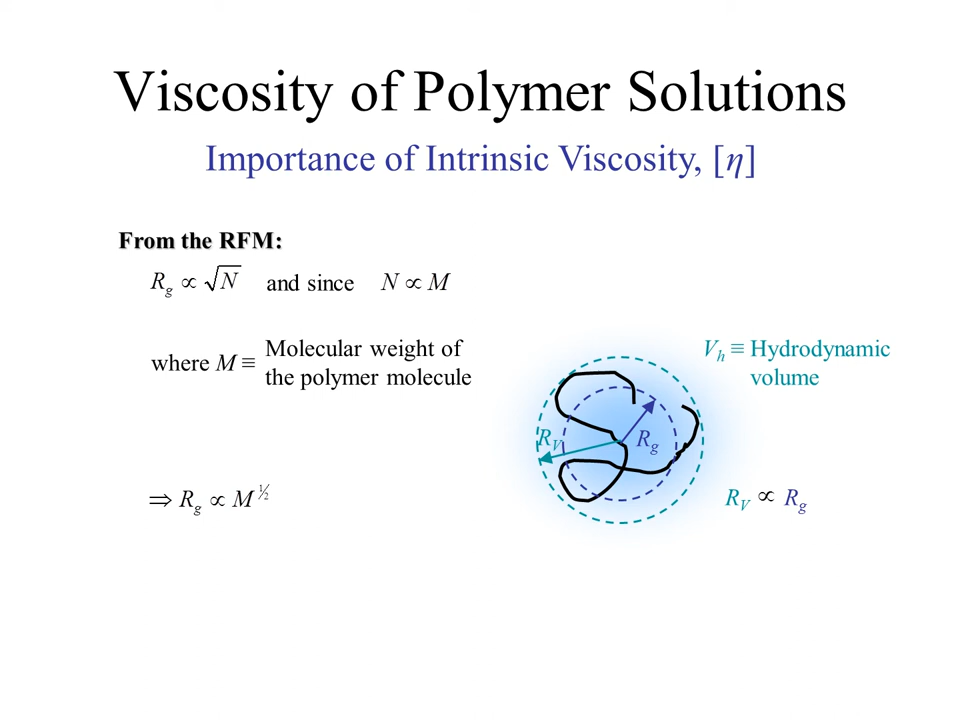 Viscosity of Polymer Solutions
Importance of Intrinsic Viscosity, [η]
From the RFM:
R_g ∝ √N and since N ∝ M
where M ≡ Molecular weight of
the polymer molecule
V_h ≡ Hydrodynamic
volume
R_V R_g
⇒ R_g ∝ M^½
R_V ∝ R_g